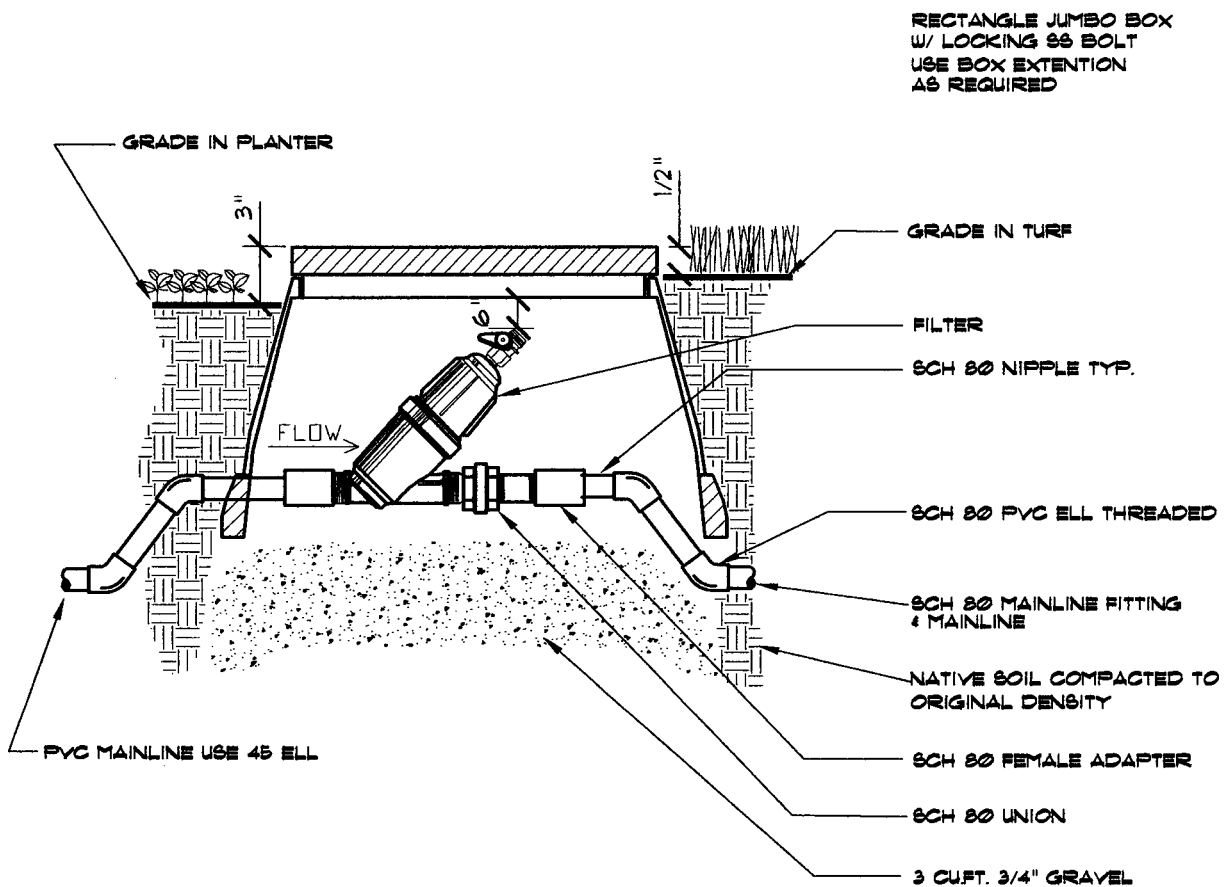 RECTANGLE JUMBO BOX
W/ LOCKING SS BOLT
USE BOX EXTENTION
AS REQUIRED
GRADE IN PLANTER
3"
1/2"
GRADE IN TURF
6"
FILTER
SCH 80 NIPPLE TYP.
FLOW
SCH 80 PVC ELL THREADED
SCH 80 MAINLINE FITTING
& MAINLINE
NATIVE SOIL COMPACTED TO
ORIGINAL DENSITY
PVC MAINLINE USE 45 ELL
SCH 80 FEMALE ADAPTER
SCH 80 UNION
3 CU.FT. 3/4" GRAVEL